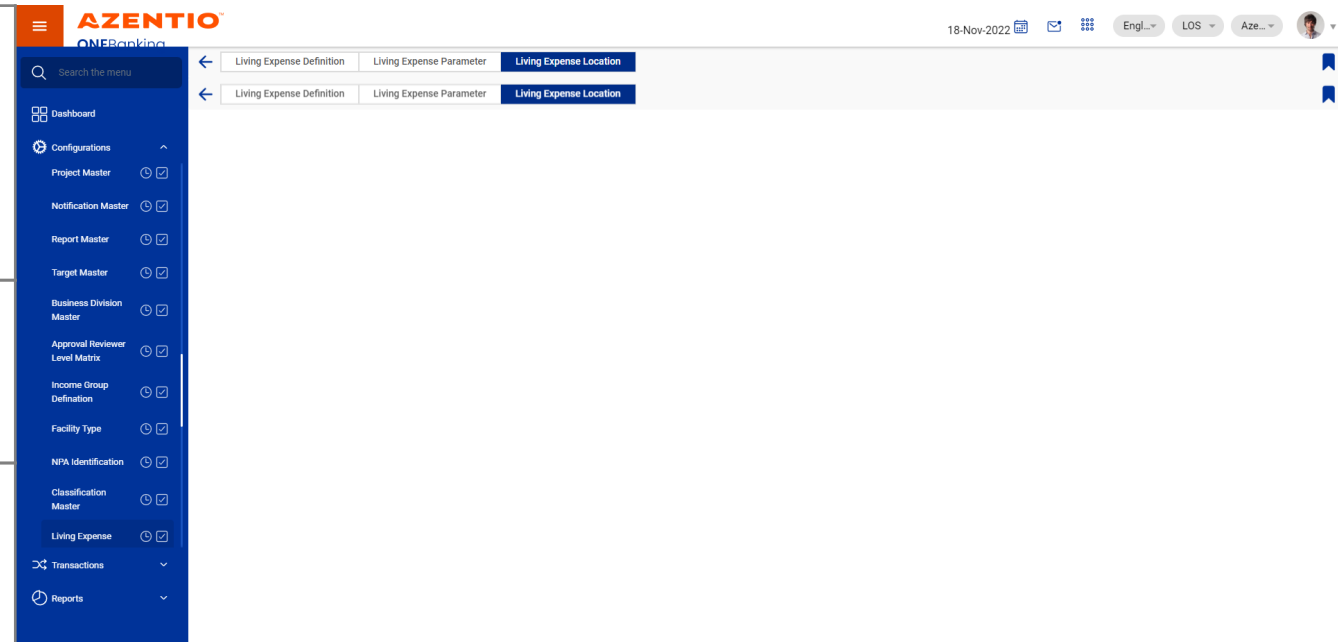 AZENTIO™
18-Nov-2022
Engl...
LOS
Aze...
ONEBanking
Living Expense Definition
Living Expense Parameter
Living Expense Location
Search the menu
Living Expense Definition
Living Expense Parameter
Living Expense Location
Dashboard
Configurations
Project Master
Notification Master
Report Master
Target Master
Business Division
Master
Approval Reviewer
Level Matrix
Income Group
Defination
Facility Type
NPA Identification
Classification
Master
Living Expense
Transactions
Reports